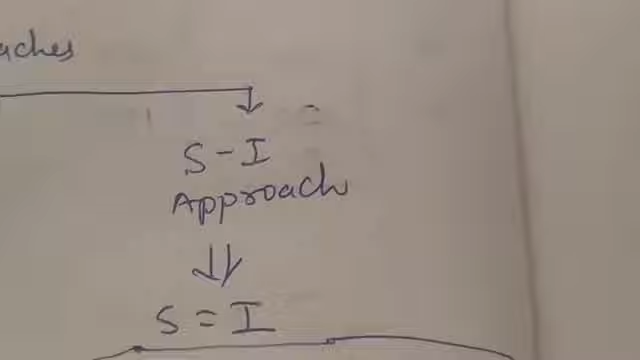 aches
S-I
Approach
S = I